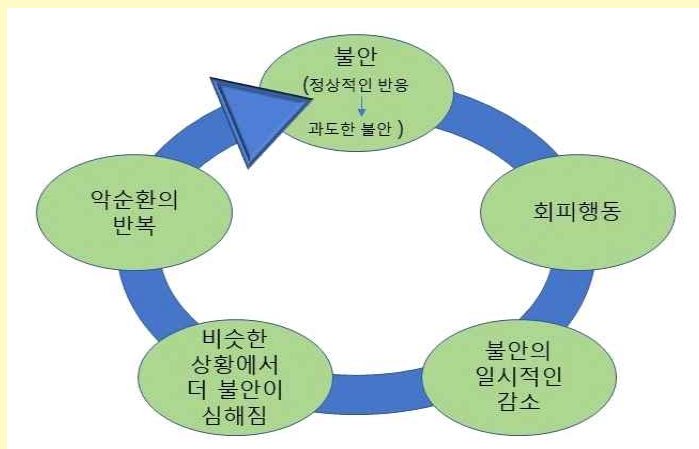 불안
(정상적인 반응
과도한 불안 )
회피행동
불안의
일시적인
감소
비슷한
상황에서
더 불안이
심해짐
악순환의
반복